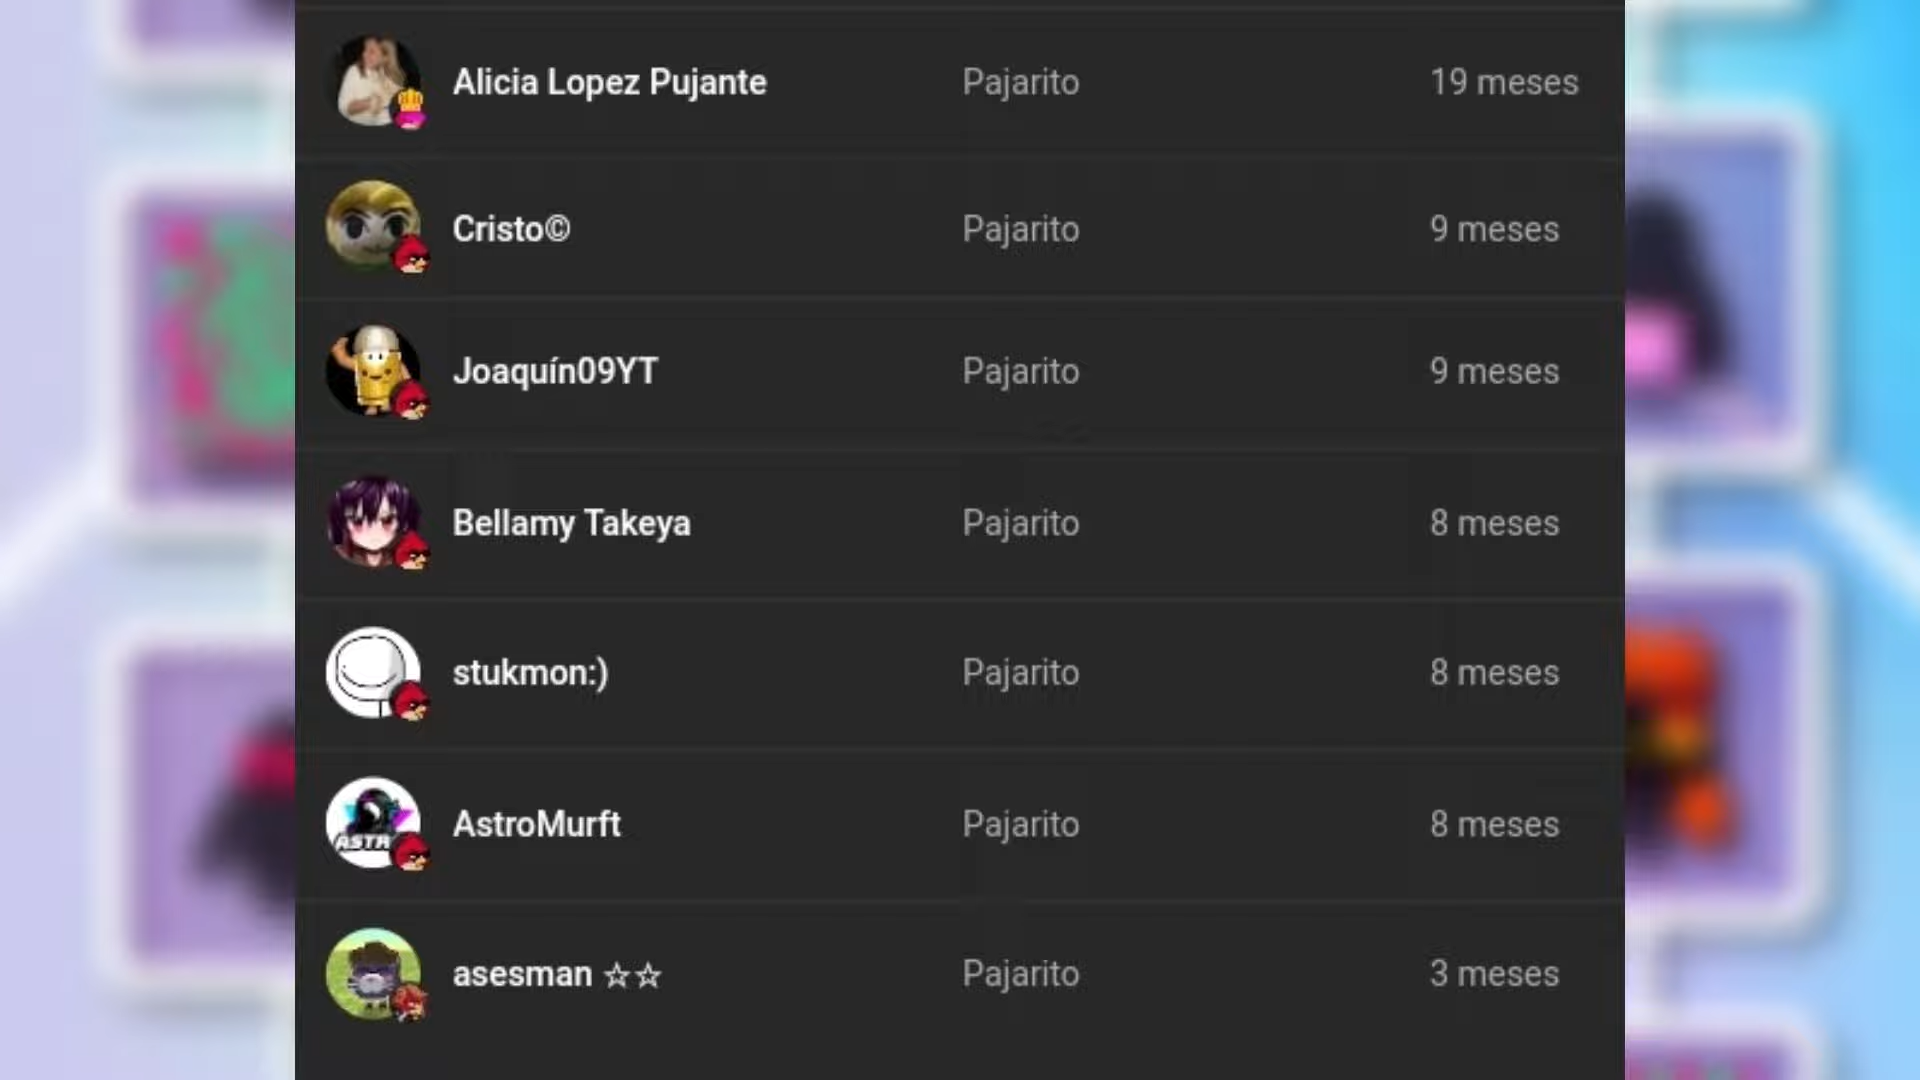 Alicia Lopez Pujante Pajarito 19 meses
Cristo© Pajarito 9 meses
Joaquín09YT Pajarito 9 meses
Bellamy Takeya Pajarito 8 meses
stukmon:) Pajarito 8 meses
ASTR
AstroMurft Pajarito 8 meses
asesman ☆☆ Pajarito 3 meses